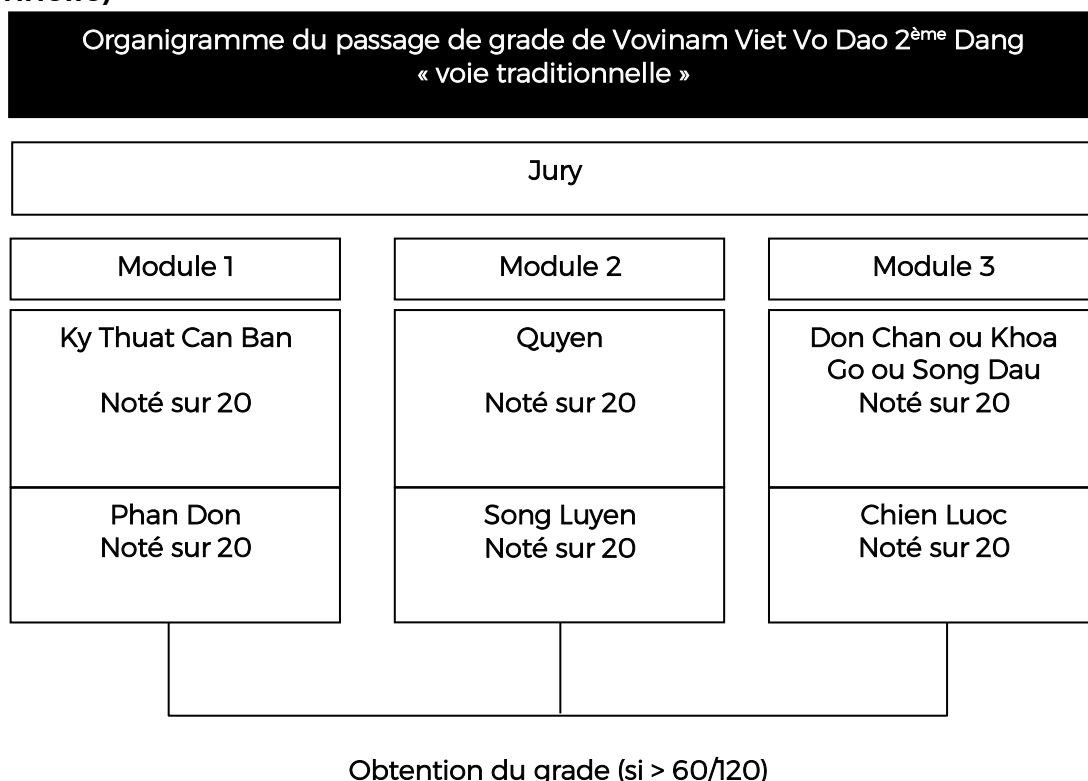 Organigramme du passage de grade de Vovinam Viet Vo Dao 2ème Dang
« voie traditionnelle »
Jury
Module 1
Ky Thuat Can Ban
Noté sur 20
Phan Don
Noté sur 20
Module 2
Quyen
Noté sur 20
Song Luyen
Noté sur 20
Module 3
Don Chan ou Khoa
Go ou Song Dau
Noté sur 20
Chien Luoc
Noté sur 20
Obtention du grade (si > 60/120)